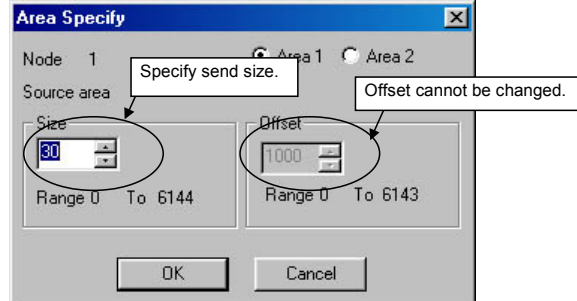 Area Specify
Node 1
Area 1 Area 2
Specify send size.
Source area
Offset cannot be changed.
Size
30
Range 0 To 6144
Offset
1000
Range 0 To 6143
OK
Cancel